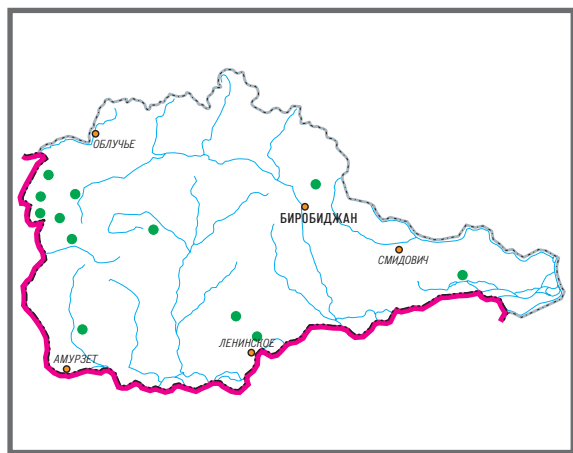 ОБЛУЧЬЕ
БИРОБИДЖАН
СМИДОВИЧ
ЛЕНИНСКОЕ
АМУРЗЕТ